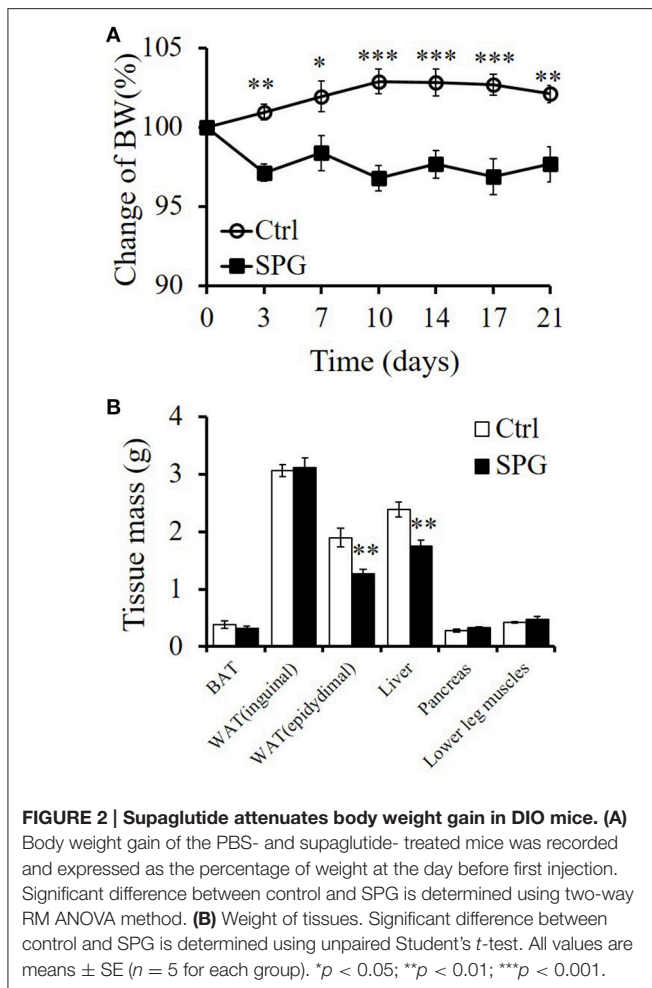 A
Change of BW(%)
105
100
95
90
** * *** *** *** **
Ctrl
SPG
0 3 7 10 14 17 21
Time (days)
B
Tissue mass (g)
4
3
2
1
0
Ctrl
SPG
** **
BAT
WAT(inguinal)
WAT(epidydimal)
Liver
Pancreas
Lower leg muscles
FIGURE 2 | Supaglutide attenuates body weight gain in DIO mice. (A)
Body weight gain of the PBS- and supaglutide- treated mice was recorded
and expressed as the percentage of weight at the day before first injection.
Significant difference between control and SPG is determined using two-way
RM ANOVA method. (B) Weight of tissues. Significant difference between
control and SPG is determined using unpaired Student's t-test. All values are
means ± SE (n = 5 for each group). *p < 0.05; **p < 0.01; ***p < 0.001.